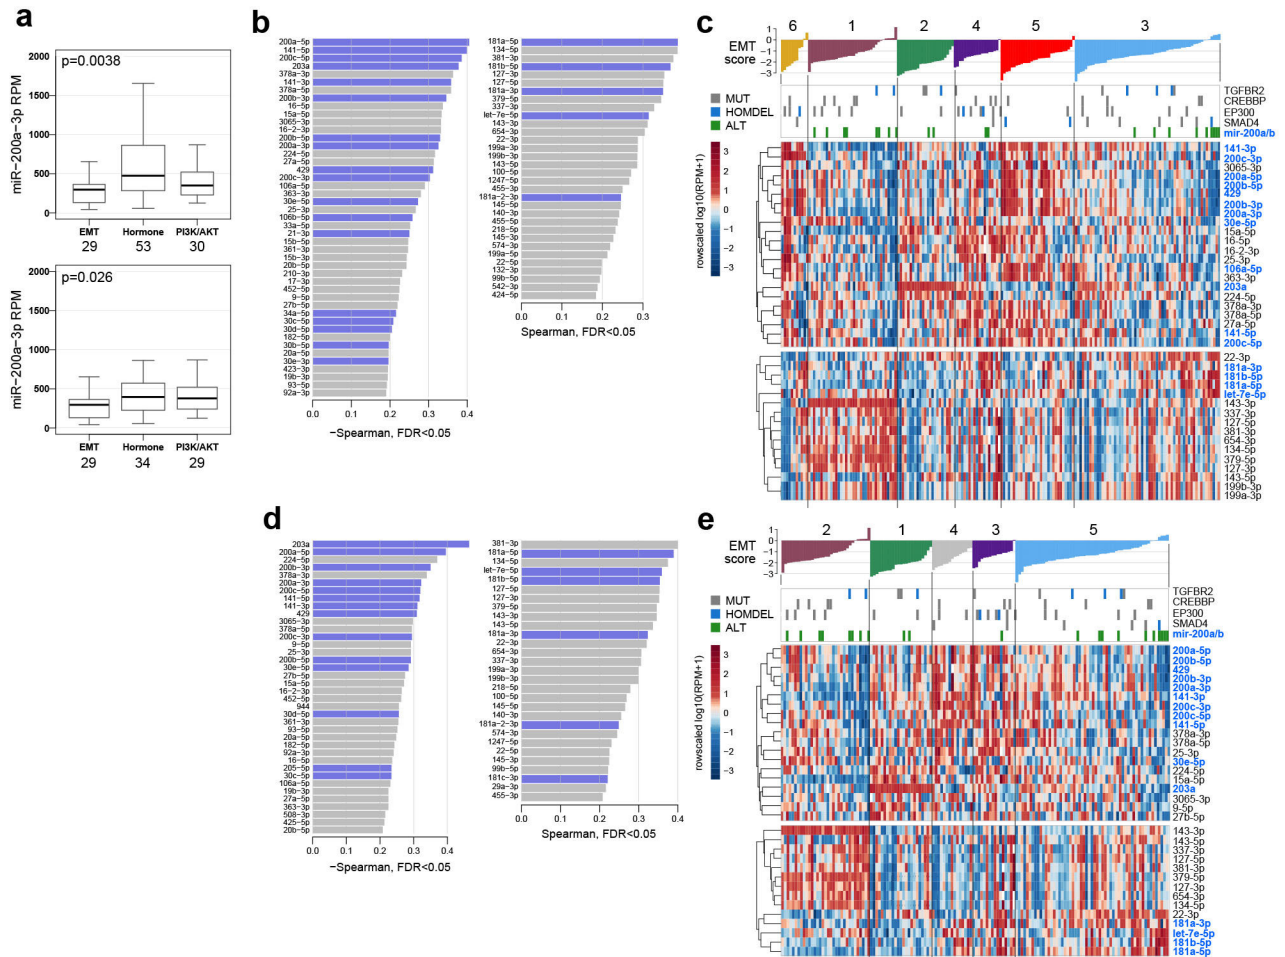 a
miR-200a-3p RPM
2000
1500
1000
500
0
p=0.0038
EMT Hormone PI3K/AKT
29 53 30
miR-200a-3p RPM
2000
1500
1000
500
0
p=0.026
EMT Hormone PI3K/AKT
29 34 29
b
200a-5p
141-5p
200c-5p
203a
378a-3p
141-3p
378a-5p
200b-3p
16-5p
15a-5p
3065-3p
16-2-3p
200b-5p
200a-3p
224-5p
27a-5p
429
200c-3p
106a-5p
363-3p
30e-5p
25-3p
106b-5p
33a-5p
21-3p
15b-5p
361-3p
15b-3p
20b-5p
210-3p
17-3p
452-5p
9-5p
27b-5p
34a-5p
30c-5p
30d-5p
182-5p
30b-5p
20a-5p
30e-3p
423-3p
19b-3p
93-5p
92a-3p
0.0 0.1 0.2 0.3 0.4
−Spearman, FDR<0.05
181a-5p
134-5p
381-3p
181b-5p
127-3p
127-5p
181a-3p
379-5p
337-3p
let-7e-5p
143-3p
654-3p
22-3p
199a-3p
199b-3p
143-5p
100-5p
1247-5p
455-3p
181a-2-3p
145-5p
140-3p
455-5p
218-5p
145-3p
574-3p
199a-5p
22-5p
132-3p
99b-5p
542-3p
424-5p
0.0 0.1 0.2 0.3
Spearman, FDR<0.05
c
6 1 2 4 5 3
EMT
score
1
0
−1
−2
−3
MUT
HOMDEL
ALT
TGFBR2
CREBBP
EP300
SMAD4
mir-200a/b
rowscaled log10(RPM+1)
3
2
1
0
−1
−2
−3
141-3p
200c-3p
3065-3p
200a-5p
200b-5p
429
200b-3p
200a-3p
30e-5p
15a-5p
16-5p
16-2-3p
25-3p
106a-5p
363-3p
203a
224-5p
378a-3p
378a-5p
27a-5p
141-5p
200c-5p
22-3p
181a-3p
181b-5p
181a-5p
let-7e-5p
143-3p
337-3p
127-5p
381-3p
654-3p
134-5p
379-5p
127-3p
143-5p
199b-3p
199a-3p
d
203a
200a-5p
224-5p
200b-3p
378a-3p
200a-3p
200c-5p
141-5p
141-3p
429
3065-3p
378a-5p
200c-3p
9-5p
25-3p
200b-5p
30e-5p
27b-5p
15a-5p
16-2-3p
452-5p
944
30d-5p
361-3p
93-5p
20a-5p
182-5p
92a-3p
16-5p
205-5p
30c-5p
106a-5p
19b-3p
27a-5p
363-3p
508-3p
425-5p
20b-5p
0.0 0.1 0.2 0.3 0.4
−Spearman, FDR<0.05
381-3p
181a-5p
134-5p
let-7e-5p
181b-5p
127-5p
127-3p
379-5p
143-3p
143-5p
181a-3p
22-3p
654-3p
337-3p
199a-3p
199b-3p
218-5p
100-5p
145-5p
140-3p
181a-2-3p
574-3p
1247-5p
22-5p
145-3p
99b-5p
181c-3p
29a-3p
455-3p
0.0 0.1 0.2 0.3 0.4
Spearman, FDR<0.05
e
2 1 4 3 5
EMT
score
1
0
−1
−2
−3
MUT
HOMDEL
ALT
TGFBR2
CREBBP
EP300
SMAD4
mir-200a/b
rowscaled log10(RPM+1)
3
2
1
0
−1
−2
−3
200a-5p
200b-5p
429
200b-3p
200a-3p
141-3p
200c-3p
200c-5p
141-5p
378a-3p
378a-5p
25-3p
30e-5p
224-5p
15a-5p
203a
3065-3p
9-5p
27b-5p
143-3p
143-5p
337-3p
127-5p
381-3p
379-5p
127-3p
654-3p
134-5p
22-3p
181a-3p
let-7e-5p
181b-5p
181a-5p